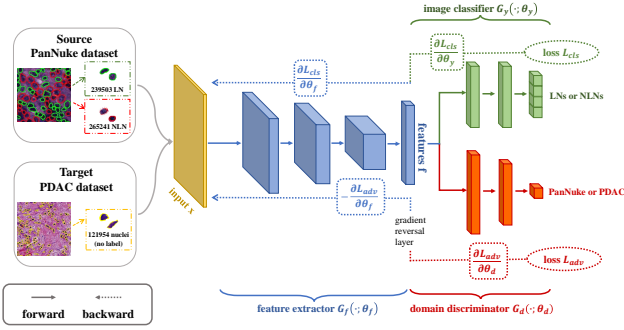 image classifier G_y(·; θ_y)
Source
PanNuke dataset
239503 LN
265241 NLN
Target
PDAC dataset
121954 nuclei
(no label)
forward
backward
input x
∂L_cls
∂θ_f
−∂L_adv
∂θ_f
features f
gradient
reversal
layer
∂L_cls
∂θ_y
loss L_cls
LNs or NLNs
PanNuke or PDAC
∂L_adv
∂θ_d
loss L_adv
feature extractor G_f(·; θ_f)
domain discriminator G_d(·; θ_d)